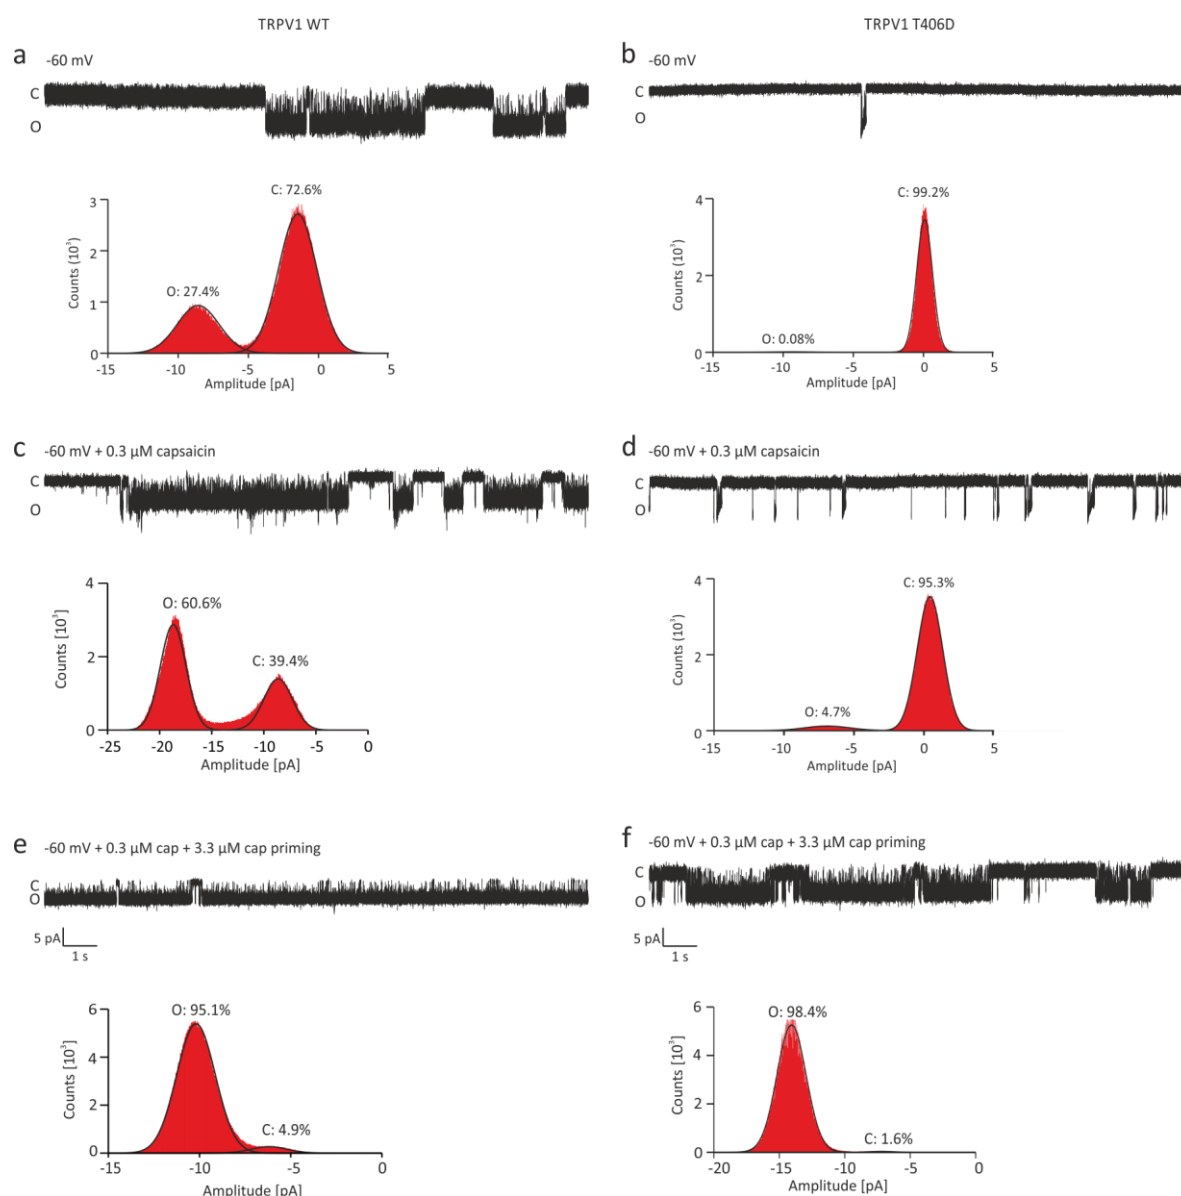 TRPV1 WT
TRPV1 T406D
a -60 mV
b -60 mV
C
O
C
O
C: 72.6%
O: 27.4%
3
2
1
0
Counts (10³)
-15 -10 -5 0 5
Amplitude [pA]
C: 99.2%
O: 0.08%
4
2
0
Counts (10³)
-15 -10 -5 0 5
Amplitude [pA]
c -60 mV + 0.3 µM capsaicin
d -60 mV + 0.3 µM capsaicin
C
O
C
O
O: 60.6%
C: 39.4%
4
2
0
Counts [10³]
-25 -20 -15 -10 -5 0
Amplitude [pA]
C: 95.3%
O: 4.7%
4
2
0
Counts (10³)
-15 -10 -5 0 5
Amplitude [pA]
e -60 mV + 0.3 µM cap + 3.3 µM cap priming
f -60 mV + 0.3 µM cap + 3.3 µM cap priming
C
O
C
O
5 pA
1 s
5 pA
1 s
O: 95.1%
C: 4.9%
6
4
2
0
Counts [10³]
-15 -10 -5 0
Amplitude [pA]
O: 98.4%
C: 1.6%
6
4
2
0
Counts [10³]
-20 -15 -10 -5 0
Amplitude [pA]